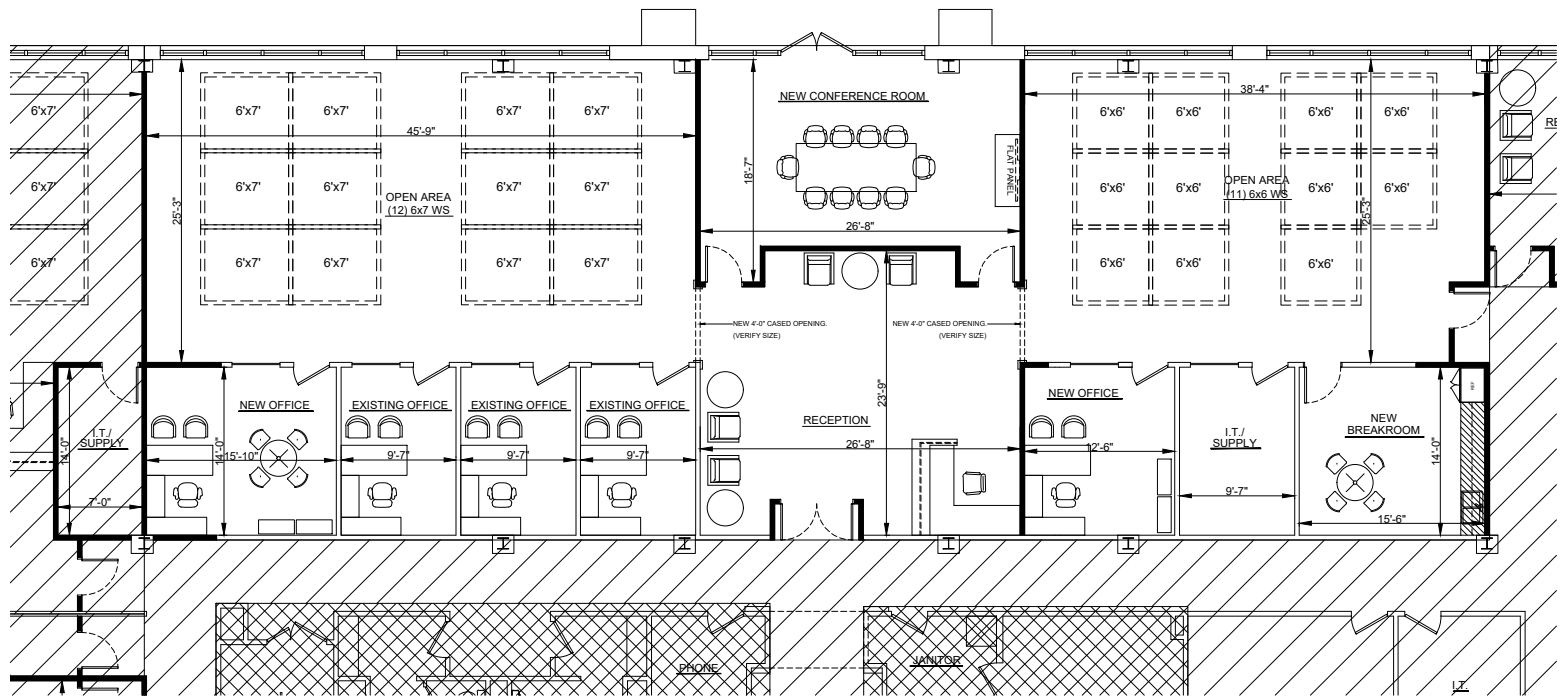 6'x7'
6'x7'
6'x7'
6'x7'
6'x7'
NEW CONFERENCE ROOM
38'-4"
6'x6'
6'x6'
6'x6'
6'x6'
45'-9"
FLAT PANEL
18'-7"
6'x7'
6'x7'
6'x7'
OPEN AREA
(12) 6x7 WS
6'x7'
6'x7'
25'-3"
6'x6'
6'x6'
OPEN AREA
(11) 6x6 WS
6'x6'
6'x6'
25'-3"
26'-8"
6'x7'
6'x7'
6'x7'
6'x7'
6'x7'
6'x6'
6'x6'
6'x6'
NEW 4'-0" CASED OPENING.
(VERIFY SIZE)
NEW 4'-0" CASED OPENING.
(VERIFY SIZE)
I.T./
SUPPLY
14'-0"
7'-0"
NEW OFFICE
14'-0"
15'-10"
EXISTING OFFICE
9'-7"
EXISTING OFFICE
9'-7"
EXISTING OFFICE
9'-7"
RECEPTION
23'-9"
26'-8"
NEW OFFICE
12'-6"
I.T./
SUPPLY
9'-7"
NEW
BREAKROOM
REF
14'-0"
15'-6"
PHONE
JANITOR
I.T.